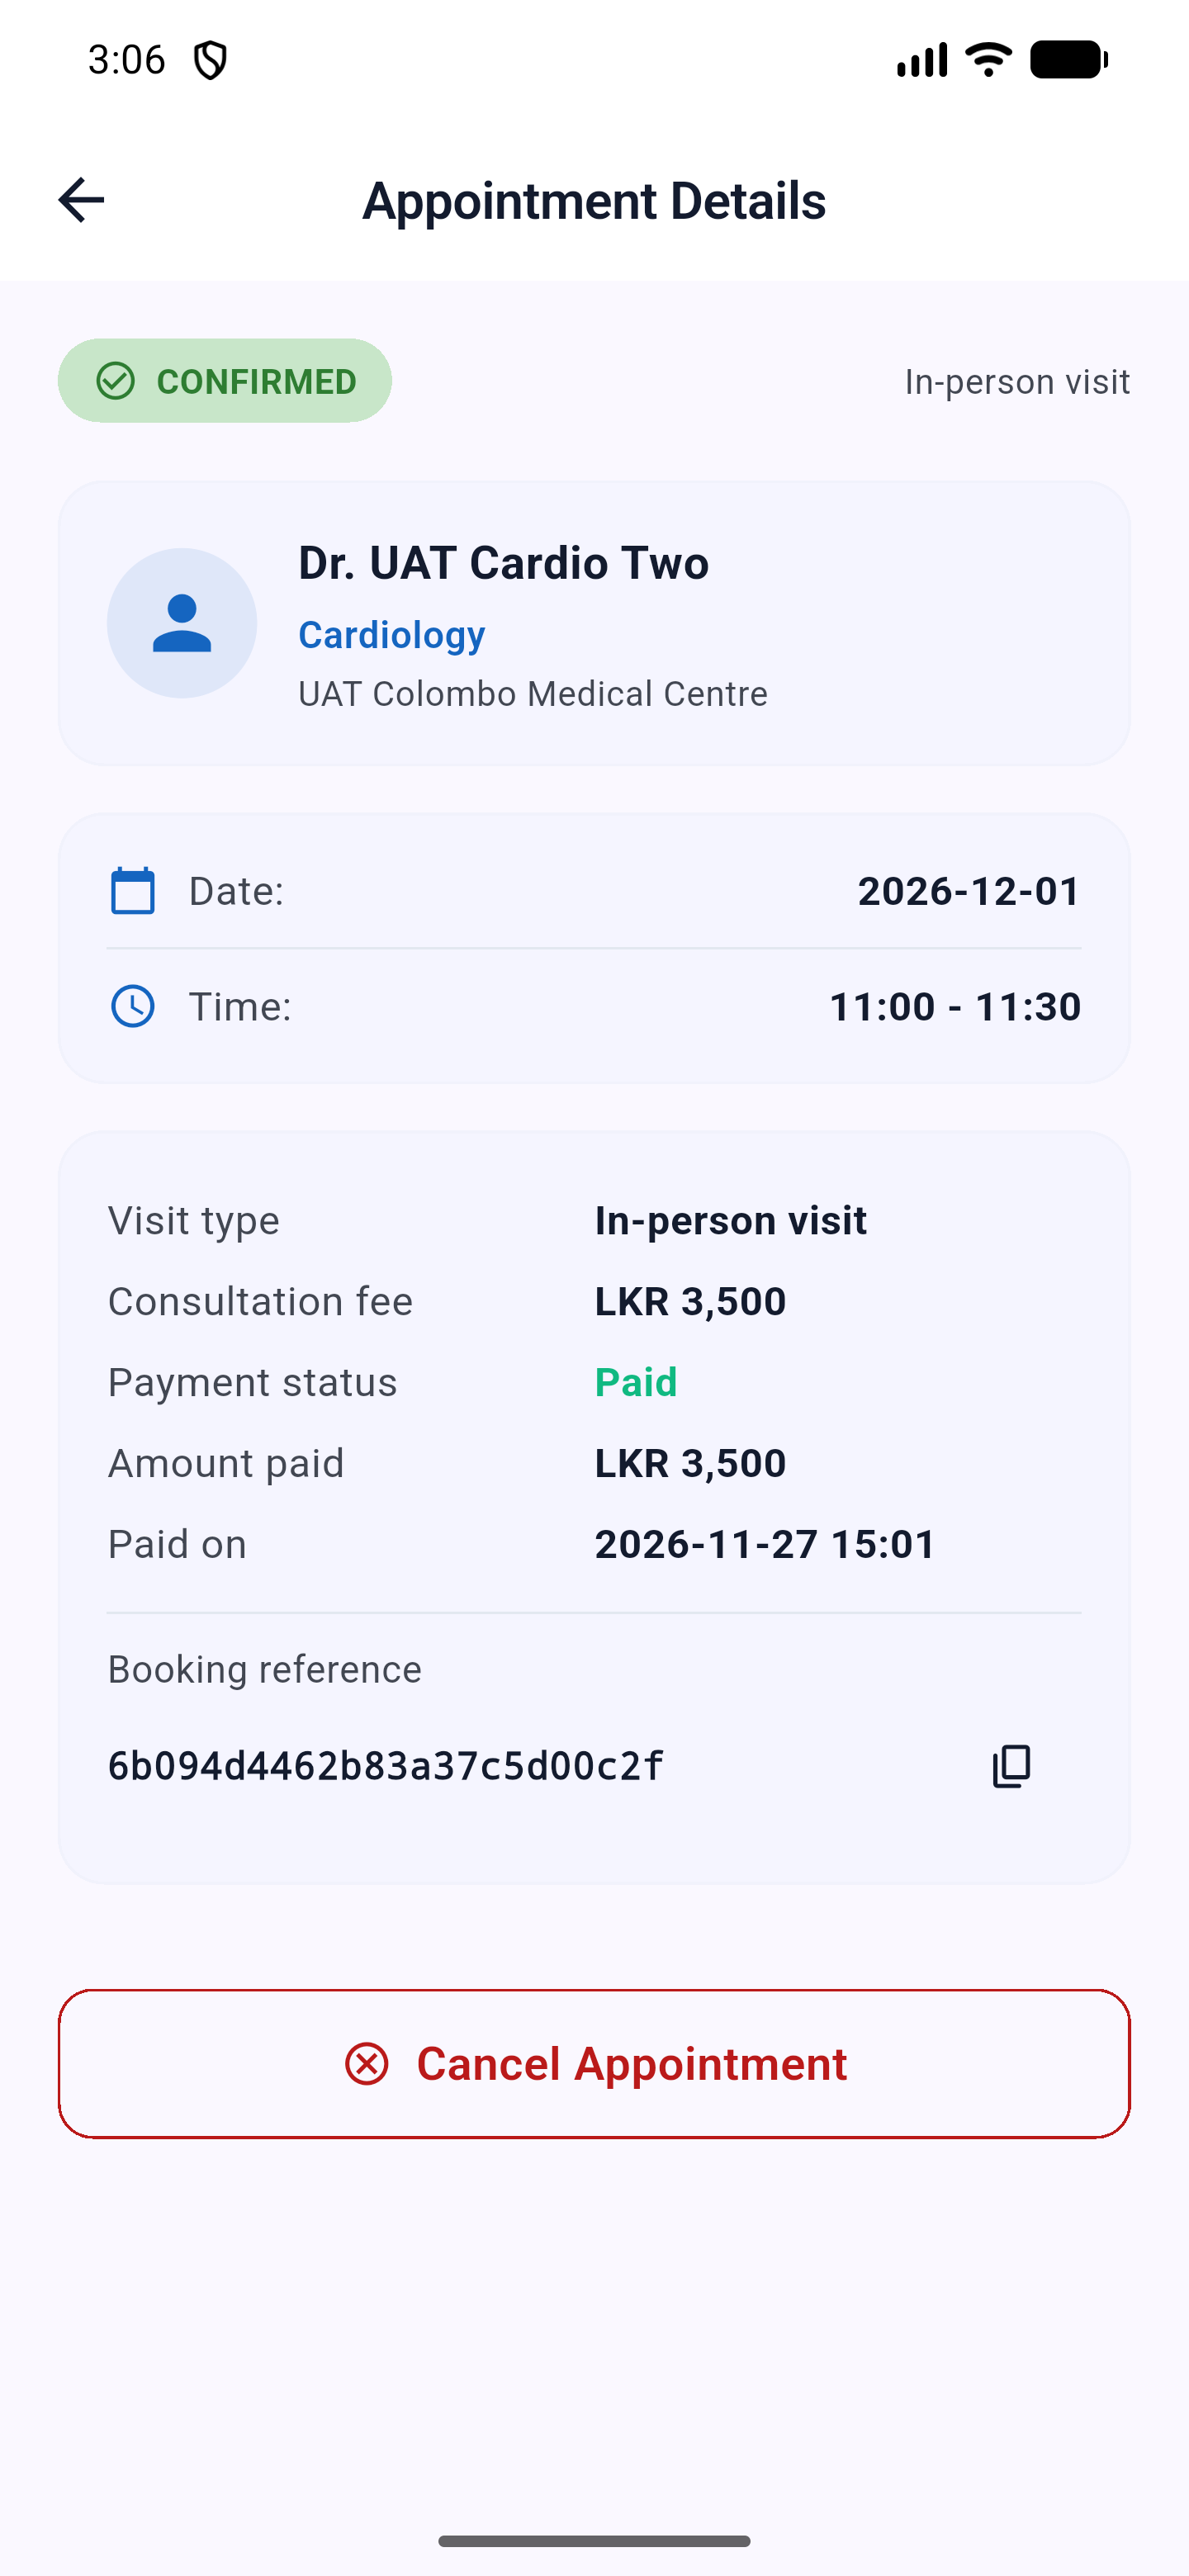 3:06
Appointment Details
CONFIRMED
In-person visit
Dr. UAT Cardio Two
Cardiology
UAT Colombo Medical Centre
Date: 2026-12-01
Time: 11:00 - 11:30
Visit type In-person visit
Consultation fee LKR 3,500
Payment status Paid
Amount paid LKR 3,500
Paid on 2026-11-27 15:01
Booking reference
6b094d4462b83a37c5d00c2f
Cancel Appointment